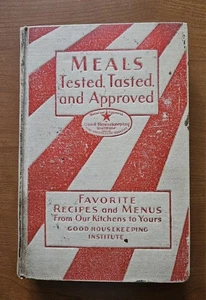 MEALS
Tested, Tasted,
and Approved
Good Housekeeping
Institute
FAVORITE
RECIPES and MENUS
From Our Kitchens to Yours
GOOD HOUSEKEEPING
INSTITUTE